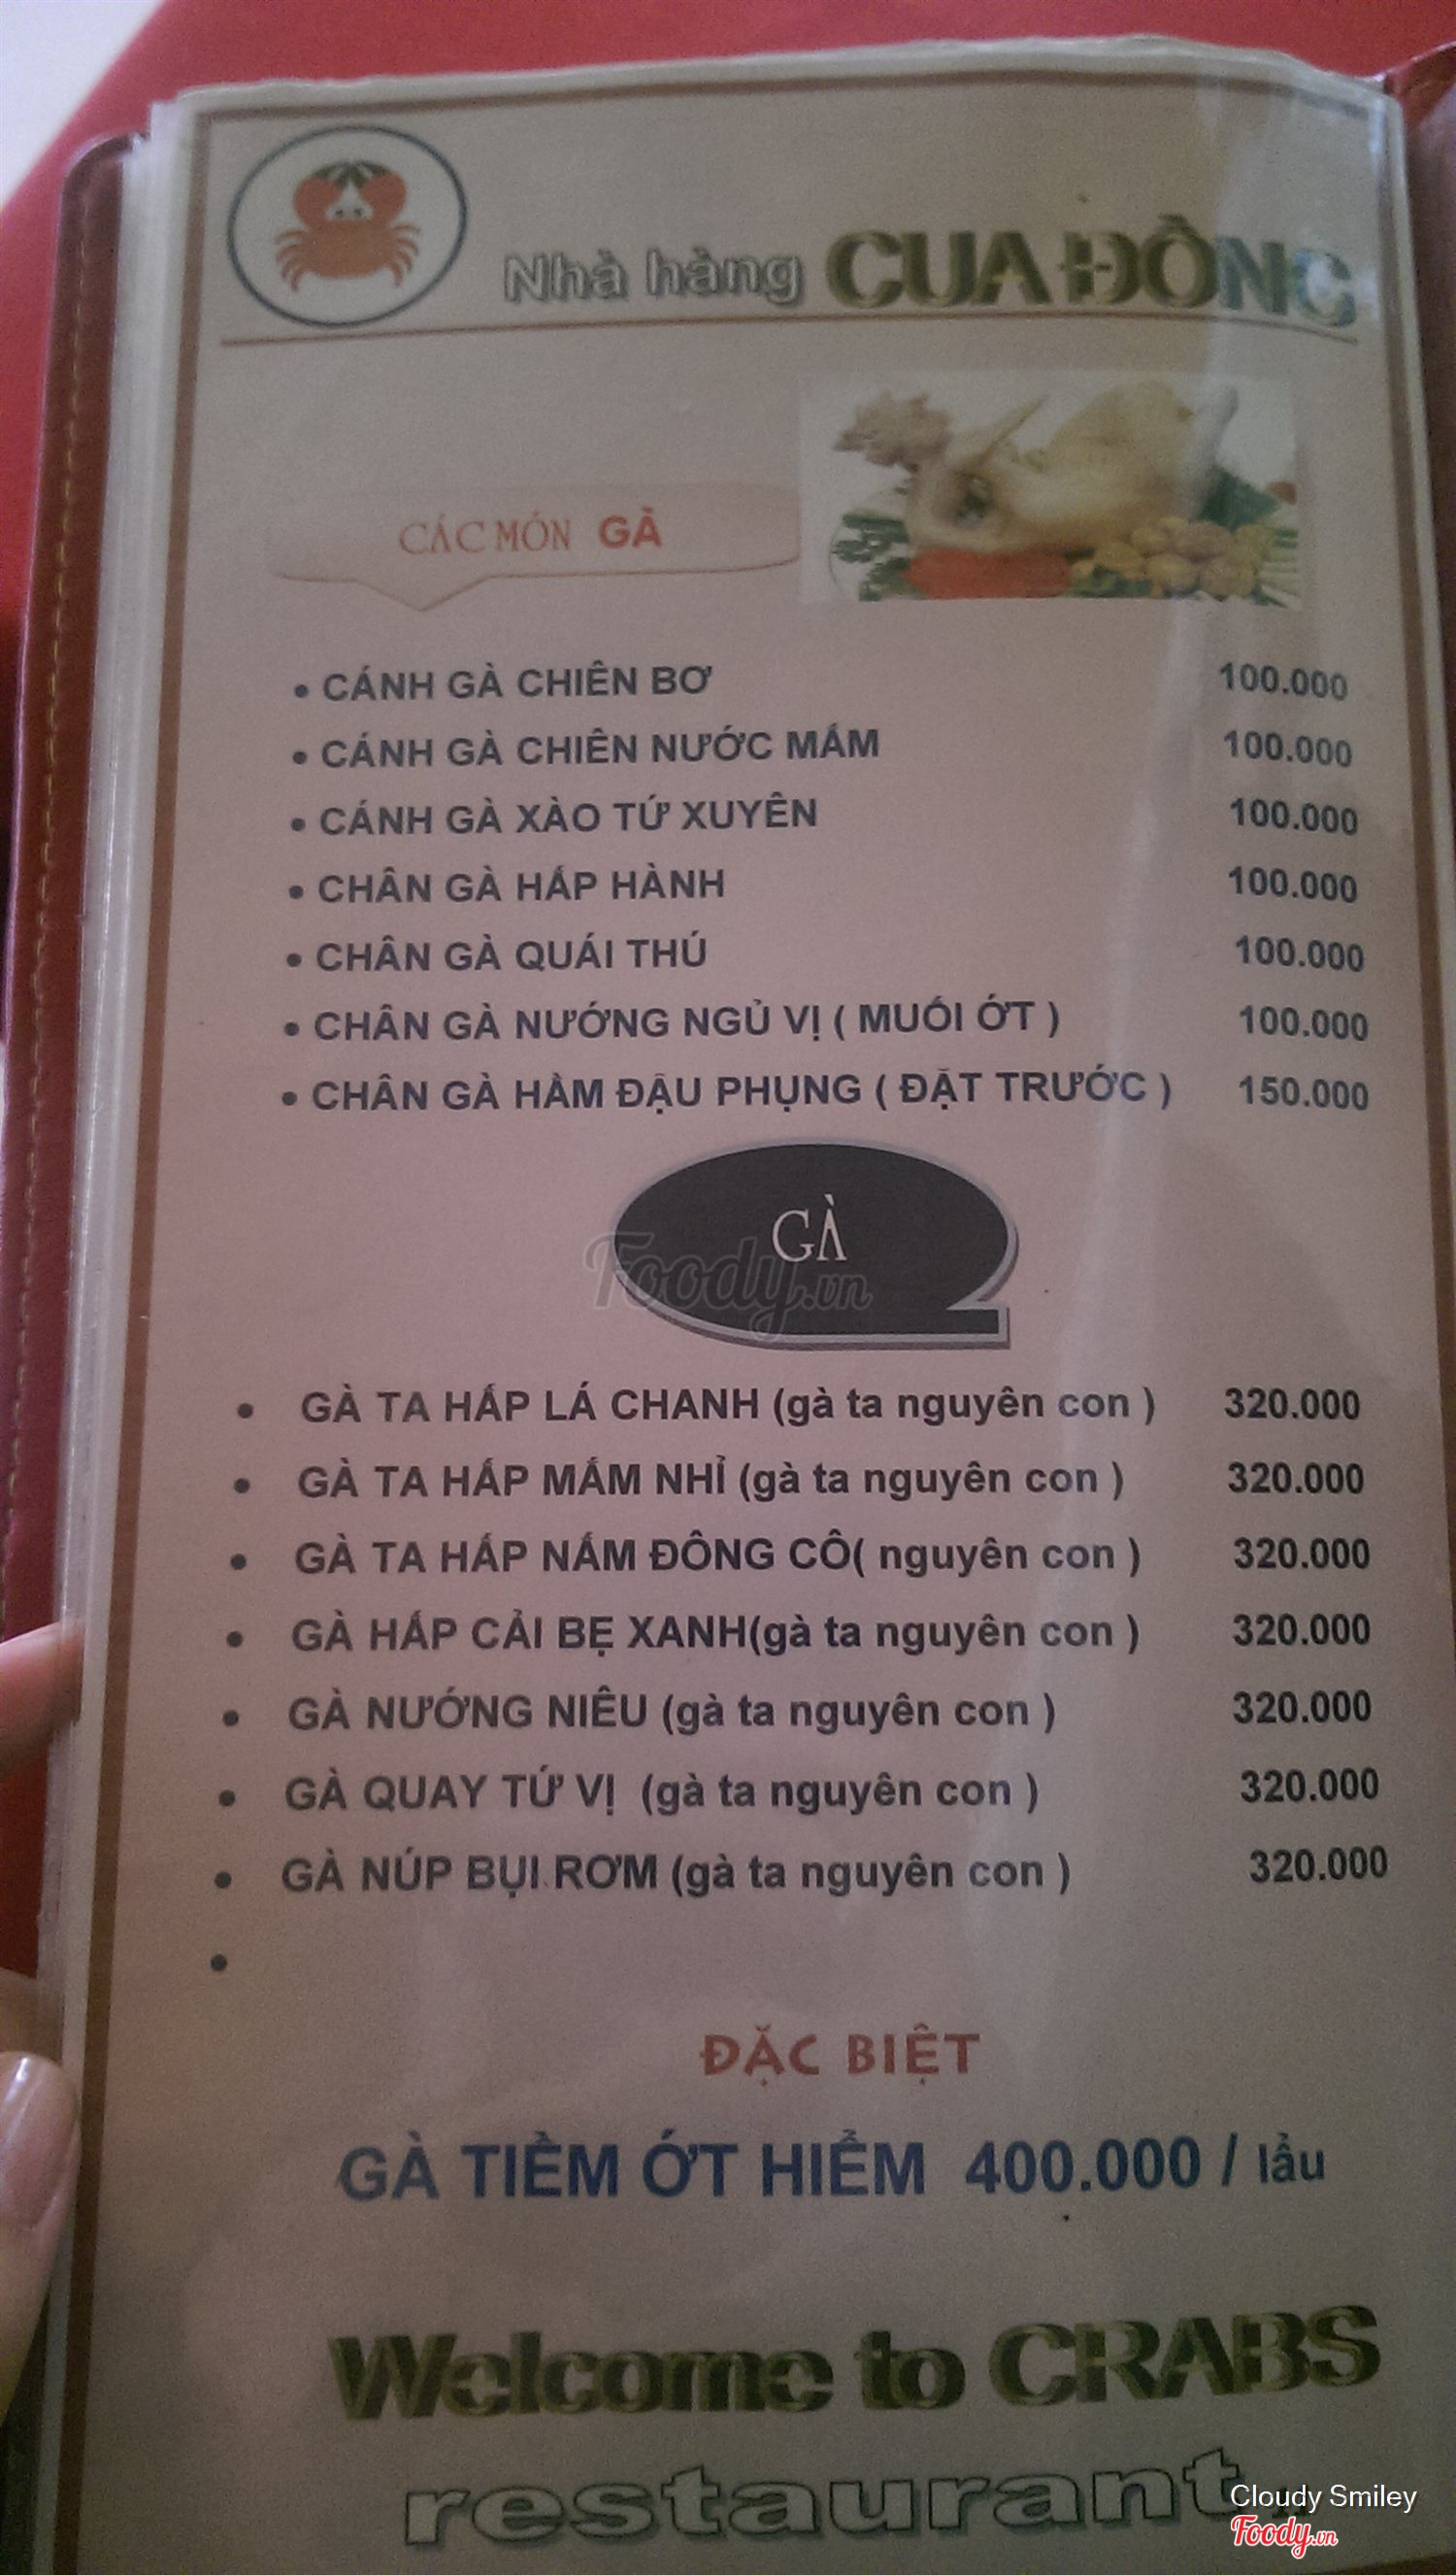 Nhà hàng CUA ĐỒNG
CÁC MÓN GÀ
• CÁNH GÀ CHIÊN BƠ 100.000
• CÁNH GÀ CHIÊN NƯỚC MẮM 100.000
• CÁNH GÀ XÀO TỨ XUYÊN 100.000
• CHÂN GÀ HẤP HÀNH 100.000
• CHÂN GÀ QUÁI THÚ 100.000
• CHÂN GÀ NƯỚNG NGỦ VỊ ( MUỐI ỚT ) 100.000
• CHÂN GÀ HẦM ĐẬU PHỤNG ( ĐẶT TRƯỚC ) 150.000
GÀ
Foody.vn
• GÀ TA HẤP LÁ CHANH (gà ta nguyên con ) 320.000
• GÀ TA HẤP MẮM NHỈ (gà ta nguyên con ) 320.000
• GÀ TA HẤP NẤM ĐÔNG CÔ( nguyên con ) 320.000
• GÀ HẤP CẢI BẸ XANH(gà ta nguyên con ) 320.000
• GÀ NƯỚNG NIÊU (gà ta nguyên con ) 320.000
• GÀ QUAY TỨ VỊ (gà ta nguyên con ) 320.000
• GÀ NÚP BỤI RƠM (gà ta nguyên con ) 320.000
•
ĐẶC BIỆT
GÀ TIỀM ỚT HIỂM 400.000 / lẩu
Welcome to CRABS
restaurant
Cloudy Smiley
Foody.vn